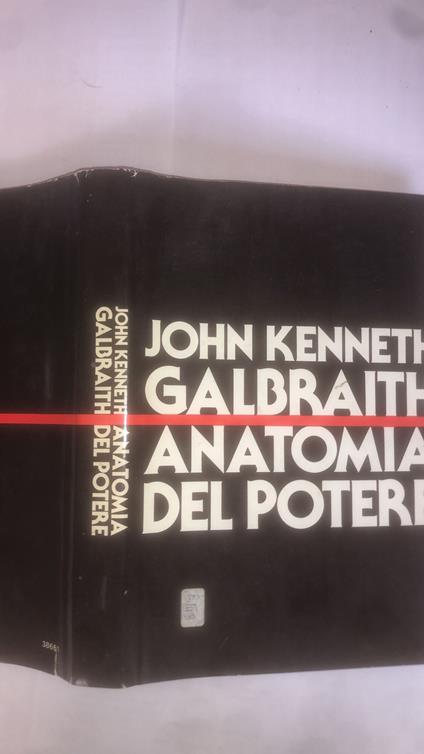 JOHN KENNETH
GALBRAITH
ANATOMIA
DEL POTERE
JOHN KENNETH ANATOMIA
GALBRAITH DEL POTERE
38661